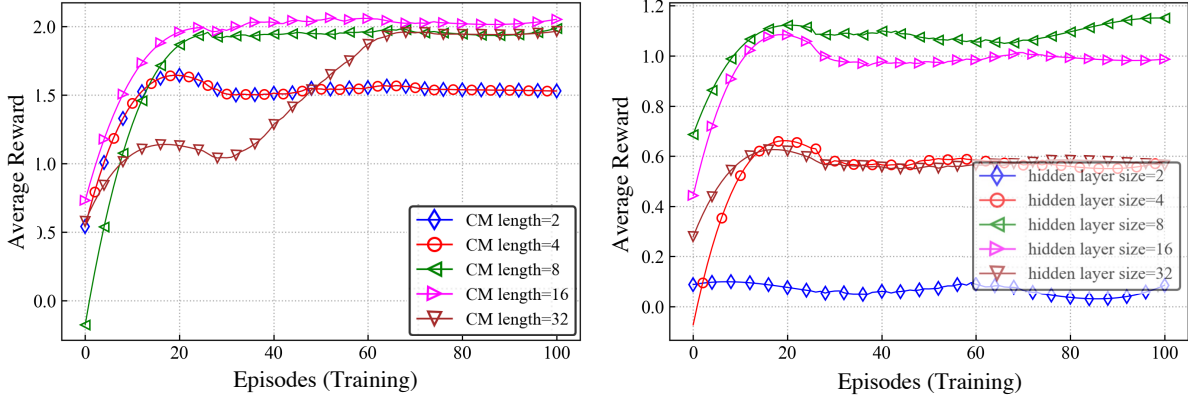 2.0
1.5
1.0
0.5
0.0
Average Reward
0
20
40
60
80
100
Episodes (Training)
CM length=2
CM length=4
CM length=8
CM length=16
CM length=32
1.2
1.0
0.8
0.6
0.4
0.2
0.0
Average Reward
0
20
40
60
80
100
Episodes (Training)
hidden layer size=2
hidden layer size=4
hidden layer size=8
hidden layer size=16
hidden layer size=32